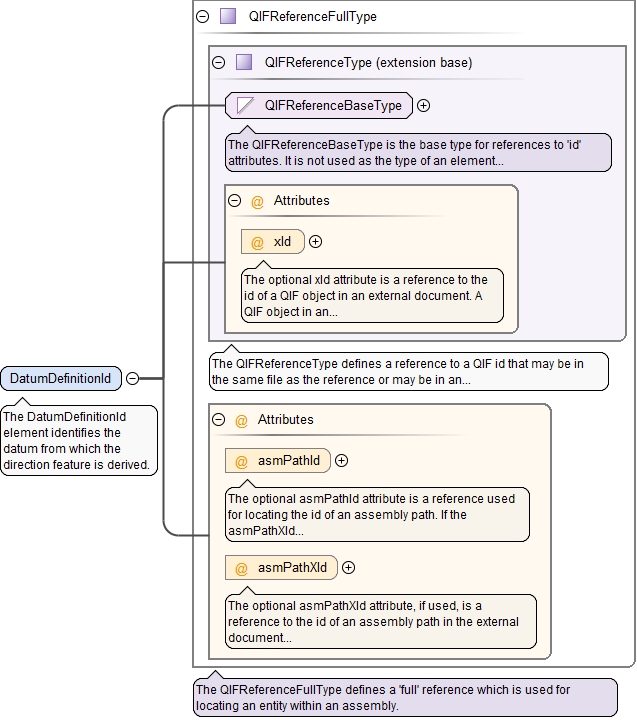 QIFReferenceFullType
QIFReferenceType (extension base)
QIFReferenceBaseType
The QIFReferenceBaseType is the base type for references to 'id'
attributes. It is not used as the type of an element...
@ Attributes
@ xId
The optional xId attribute is a reference to the
id of a QIF object in an external document. A
QIF object in an...
The QIFReferenceType defines a reference to a QIF id that may be in
the same file as the reference or may be in an...
DatumDefinitionId
The DatumDefinitionId
element identifies the
datum from which the
direction feature is derived.
@ Attributes
@ asmPathId
The optional asmPathId attribute is a reference used
for locating the id of an assembly path. If the
asmPathXId...
@ asmPathXId
The optional asmPathXId attribute, if used, is a
reference to the id of an assembly path in the external
document...
The QIFReferenceFullType defines a 'full' reference which is used for
locating an entity within an assembly.